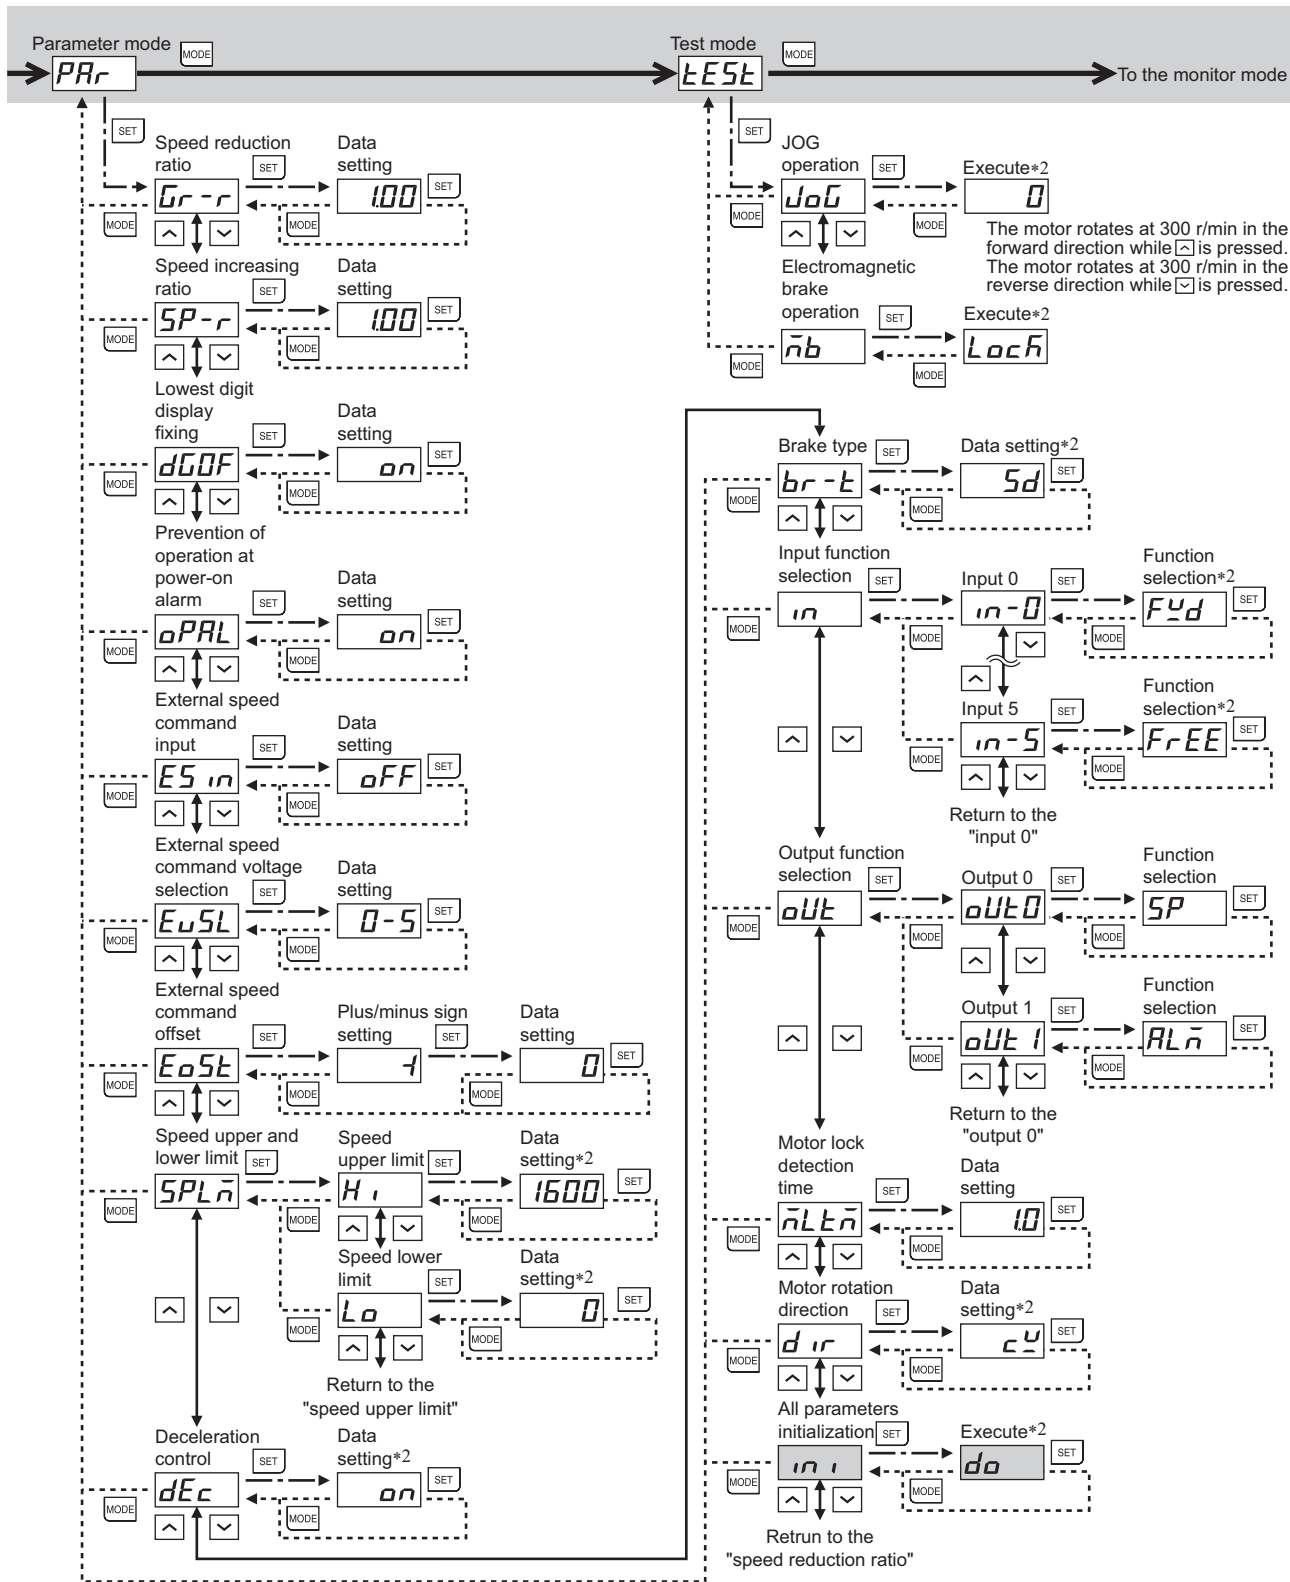 Parameter mode
MODE
PAr
Test mode
MODE
tESt
To the monitor mode
SET
Speed reduction
ratio
SET
Data
setting
Gr-r
1.00
SET
MODE
MODE
Speed increasing
ratio
SET
Data
setting
SP-r
1.00
SET
MODE
MODE
Lowest digit
display
fixing
SET
Data
setting
dGOF
on
SET
MODE
MODE
Prevention of
operation at
power-on
alarm
SET
Data
setting
oPAL
on
SET
MODE
MODE
External speed
command
input
SET
Data
setting
ES in
oFF
SET
MODE
MODE
External speed
command voltage
selection
SET
Data
setting
EvSL
0-5
SET
MODE
MODE
External speed
command
offset
SET
Plus/minus sign
setting
SET
Data
setting
EoSt
0
SET
MODE
MODE
MODE
Speed upper and
lower limit
SET
Speed
upper limit
SET
Data
setting*2
SPLm
Hi
1600
SET
MODE
MODE
MODE
Speed lower
limit
SET
Data
setting*2
Lo
0
SET
MODE
MODE
Return to the
"speed upper limit"
Deceleration
control
SET
Data
setting*2
dEc
on
SET
MODE
MODE
SET
JOG
operation
SET
Execute*2
JoG
0
MODE
MODE
The motor rotates at 300 r/min in the
forward direction while is pressed.
The motor rotates at 300 r/min in the
reverse direction while is pressed.
Electromagnetic
brake
operation
SET
Execute*2
mb
Lock
MODE
MODE
Brake type
SET
Data setting*2
br-t
Sd
SET
MODE
MODE
Input function
selection
SET
Input 0
SET
Function
selection*2
in
in-0
Fwd
SET
MODE
MODE
MODE
Input 5
SET
Function
selection*2
in-5
FrEE
SET
MODE
MODE
Return to the
"input 0"
Output function
selection
SET
Output 0
SET
Function
selection
oUt
oUt0
SP
SET
MODE
MODE
MODE
Output 1
SET
Function
selection
oUt1
ALm
SET
MODE
MODE
Return to the
"output 0"
Motor lock
detection
time
SET
Data
setting
mLtm
1.0
SET
MODE
MODE
Motor rotation
direction
SET
Data
setting*2
dir
cw
SET
MODE
MODE
All parameters
initialization
SET
Execute*2
ini
do
SET
MODE
MODE
Retrun to the
"speed reduction ratio"